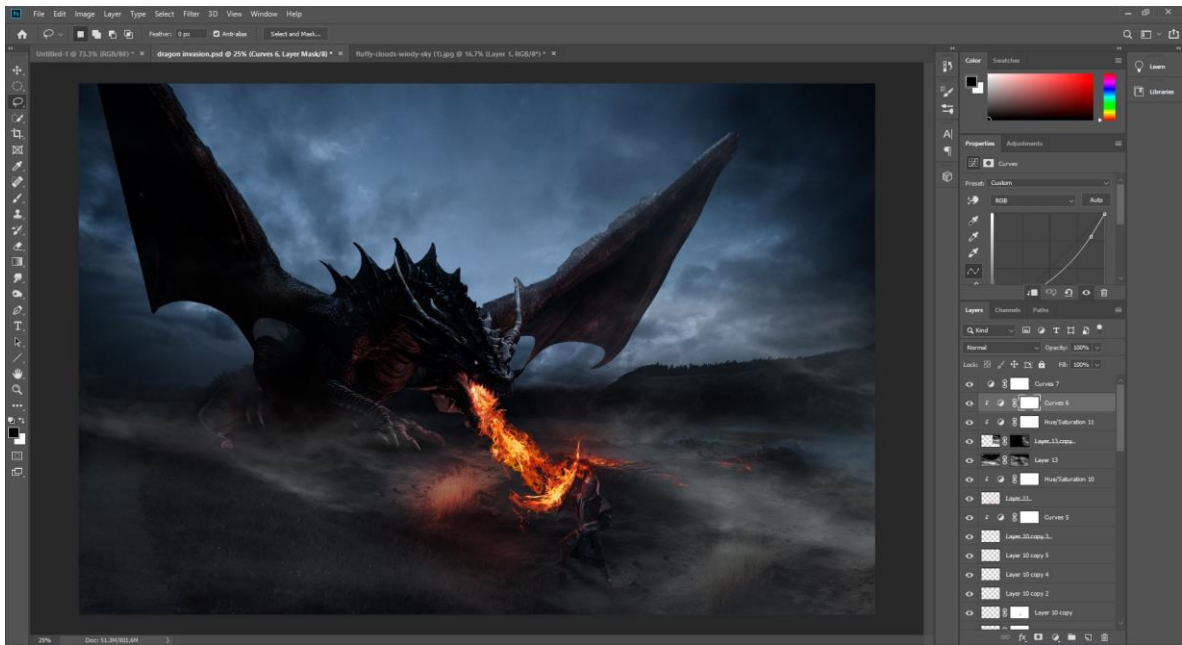 Ps File Edit Image Layer Type Select Filter 3D View Window Help
Feather: 0 px Anti-alias Select and Mask...
Untitled-1 @ 73.2% (RGB/8#) * × dragon invasion.psd @ 25% (Curves 6, Layer Mask/8) * × fluffy-clouds-windy-sky (1).jpg @ 16.7% (Layer 1, RGB/8*) * ×
Color Swatches
Learn
Libraries
Properties Adjustments
Curves
Preset: Custom
RGB Auto
Layers Channels Paths
Kind
Normal Opacity: 100%
Lock: Fill: 100%
Curves 7
Curves 6
Hue/Saturation 11
Layer 13 copy
Layer 13
Hue/Saturation 10
Layer 11
Curves 5
Layer 10 copy 3
Layer 10 copy 5
Layer 10 copy 4
Layer 10 copy 2
Layer 10 copy
25% Doc: 51.3M/801.6M